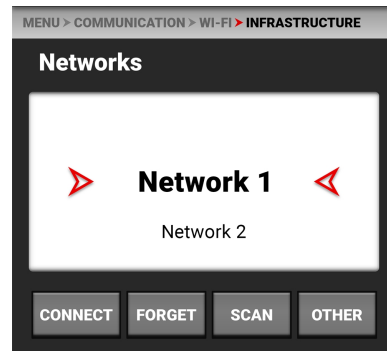 MENU > COMMUNICATION > WI-FI > INFRASTRUCTURE
Networks
Network 1
Network 2
CONNECT FORGET SCAN OTHER